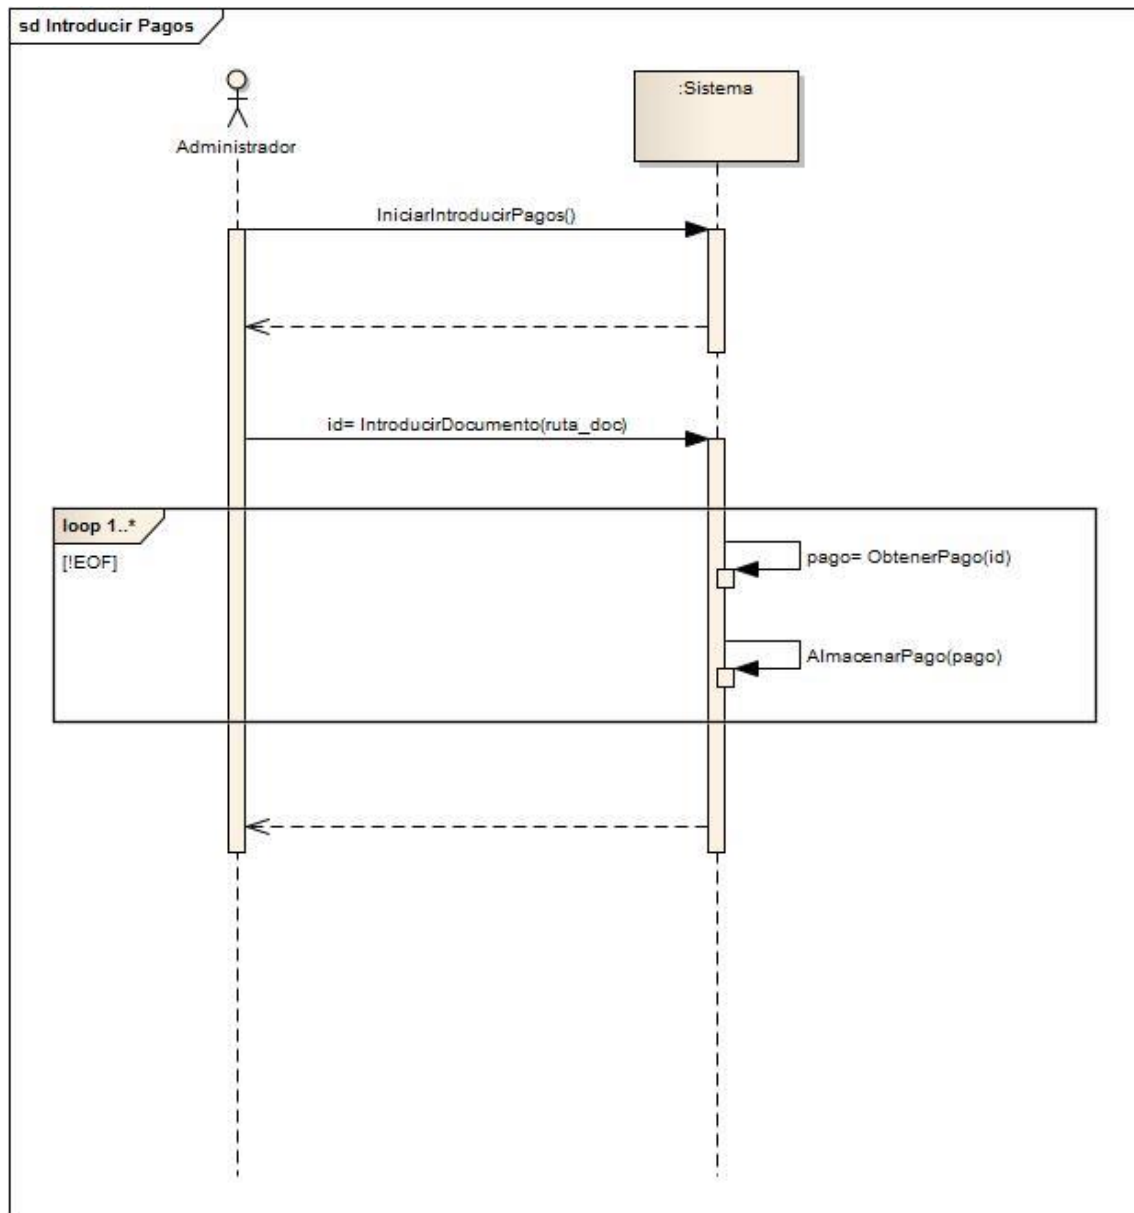 sd Introducir Pagos
:Sistema
Administrador
IniciarIntroducirPagos()
id= IntroducirDocumento(ruta_doc)
loop 1..*
[!EOF]
pago= ObtenerPago(id)
AlmacenarPago(pago)